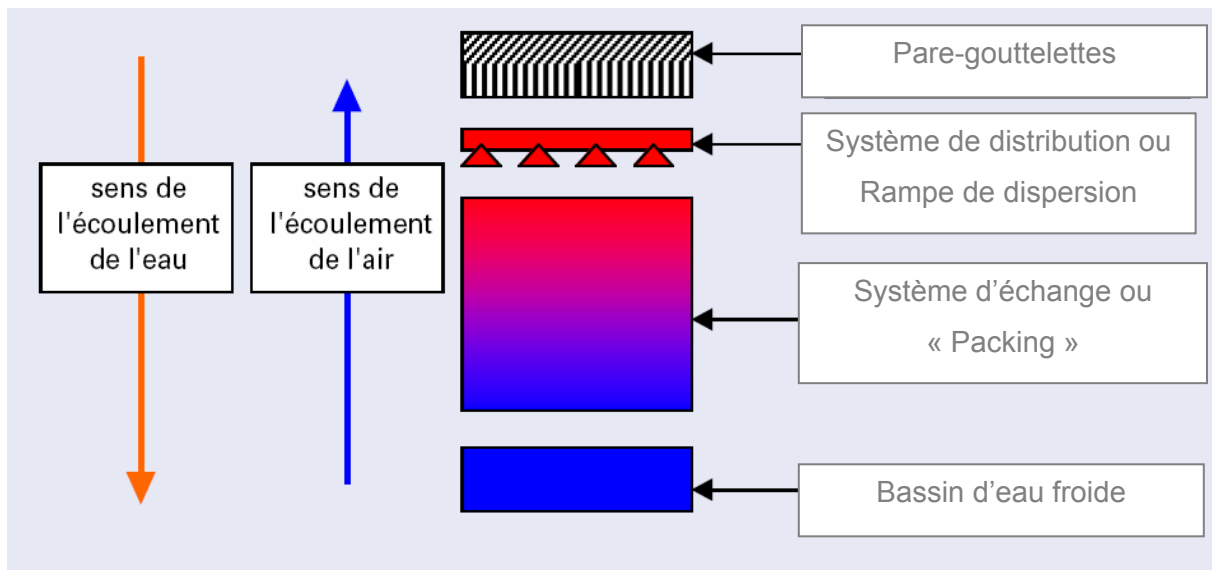 sens de
l'écoulement
de l'eau
sens de
l'écoulement
de l'air
Pare-gouttelettes
Système de distribution ou
Rampe de dispersion
Système d’échange ou
« Packing »
Bassin d’eau froide